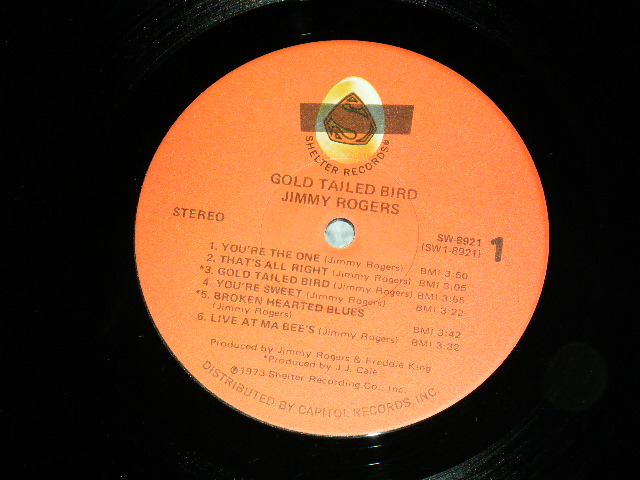 SHELTER RECORDS®
GOLD TAILED BIRD
JIMMY ROGERS
STEREO
SW-8921
(SW1-8921)
1
1. YOU'RE THE ONE (Jimmy Rogers) BMI 3:50
2. THAT'S ALL RIGHT (Jimmy Rogers) BMI 3:05
*3. GOLD TAILED BIRD (Jimmy Rogers) BMI 3:55
4. YOU'RE SWEET (Jimmy Rogers) BMI 3:22
*5. BROKEN HEARTED BLUES
(Jimmy Rogers) BMI 3:42
6. LIVE AT MA BEE'S (Jimmy Rogers) BMI 3:32
Produced by Jimmy Rogers & Freddie King
*Produced by J.J. Cale
℗1973 Shelter Recording Co., Inc.
DISTRIBUTED BY CAPITOL RECORDS, INC.